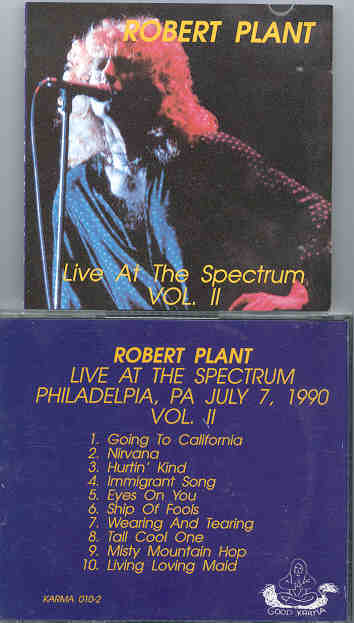 ROBERT PLANT
Live At The Spectrum
VOL. II
ROBERT PLANT
LIVE AT THE SPECTRUM
PHILADELPIA, PA JULY 7, 1990
VOL. II
1. Going To California
2. Nirvana
3. Hurtin' Kind
4. Immigrant Song
5. Eyes On You
6. Ship Of Fools
7. Wearing And Tearing
8. Tall Cool One
9. Misty Mountain Hop
10. Living Loving Maid
KARMA 010-2
GOOD KARMA